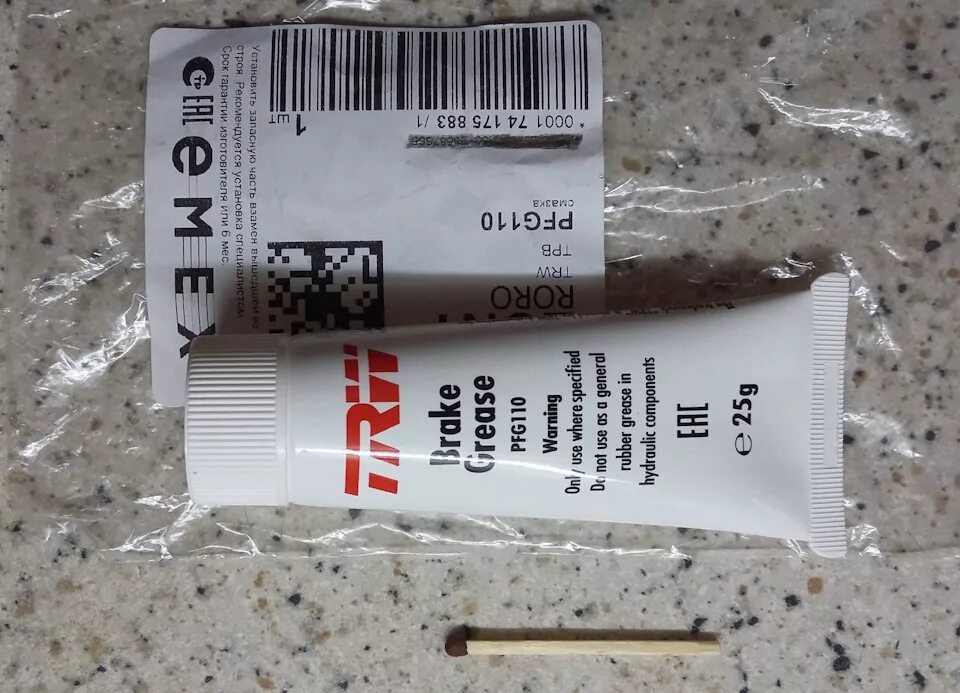 TRW
Brake
Grease
PFG110
Warning
Only use where specified
Do not use as a general
rubber grease in
hydraulic components
EAC
e 25g
* 0001 74 175 883 /1
1
шт
смазка
PFG110
ТРВ
TRW
RORO
EAC
emex
Установить запасную часть взамен
строя. Рекомендуется установка специалистом.
Срок гарантии изготовителя или 6 мес.